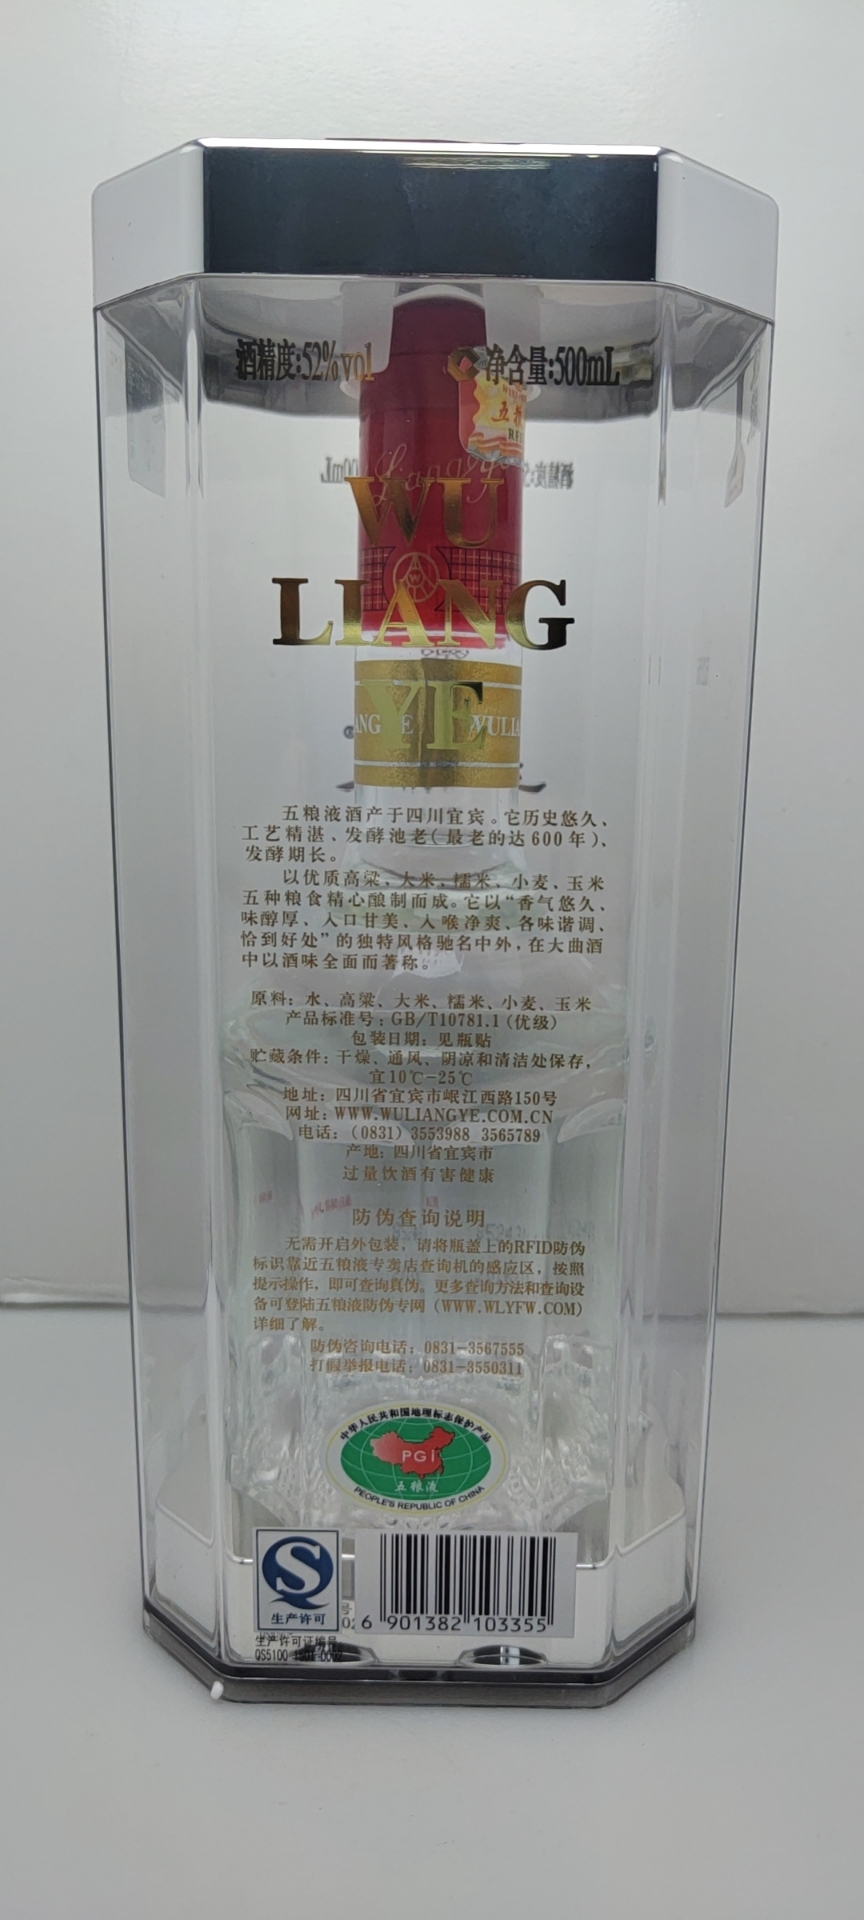 酒精度:52%vol 净含量:500mL
WU
LIANG
YE
五粮液酒产于四川宜宾。它历史悠久、
工艺精湛、发酵池老(最老的达600年)、
发酵期长。
以优质高粱、大米、糯米、小麦、玉米
五种粮食精心酿制而成。它以“香气悠久、
味醇厚、入口甘美、入喉净爽、各味谐调、
恰到好处”的独特风格驰名中外,在大曲酒
中以酒味全面而著称。
原料: 水、高粱、大米、糯米、小麦、玉米
产品标准号: GB/T10781.1 (优级)
包装日期: 见瓶贴
贮藏条件: 干燥、通风、阴凉和清洁处保存,
宜10℃-25℃
地址: 四川省宜宾市岷江西路150号
网址: WWW.WULIANGYE.COM.CN
电话: (0831) 3553988 3565789
产地: 四川省宜宾市
过量饮酒有害健康
防伪查询说明
无需开启外包装,请将瓶盖上的RFID防伪
标识靠近五粮液专卖店查询机的感应区,按照
提示操作,即可查询真伪。更多查询方法和查询设
备可登陆五粮液防伪专网 (WWW.WLYFW.COM)
详细了解。
防伪咨询电话: 0831-3567555
打假举报电话: 0831-3550311
中华人民共和国地理标志保护产品
PGI
五粮液
PEOPLE'S REPUBLIC OF CHINA
生产许可
6 901382 103355
生产许可证编号
QS5100